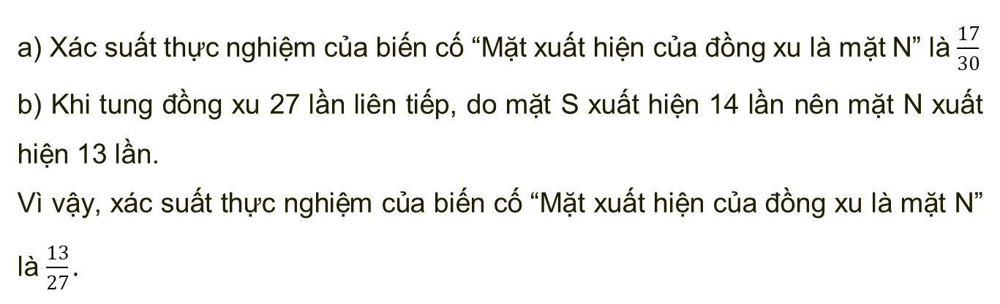 a) Xác suất thực nghiệm của biến cố “Mặt xuất hiện của đồng xu là mặt N” là 17/30
b) Khi tung đồng xu 27 lần liên tiếp, do mặt S xuất hiện 14 lần nên mặt N xuất
hiện 13 lần.
Vì vậy, xác suất thực nghiệm của biến cố “Mặt xuất hiện của đồng xu là mặt N”
là 13/27.